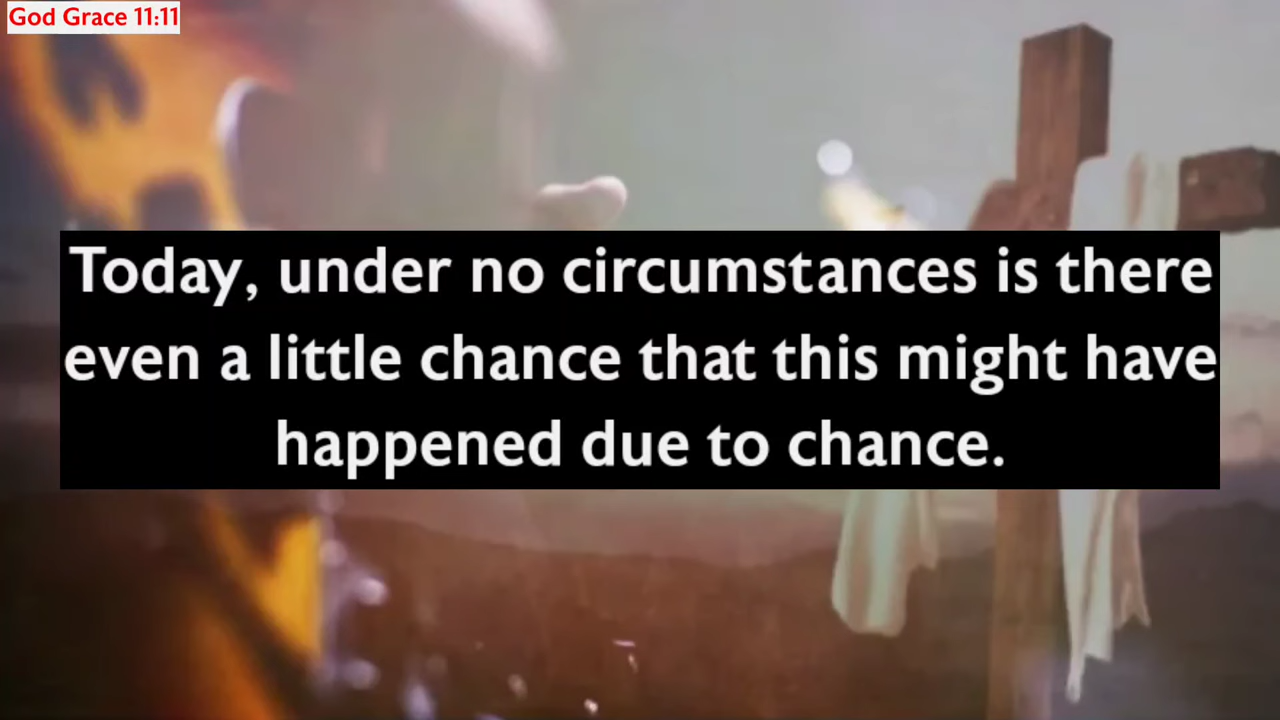 God Grace 11:11
Today, under no circumstances is there
even a little chance that this might have
happened due to chance.